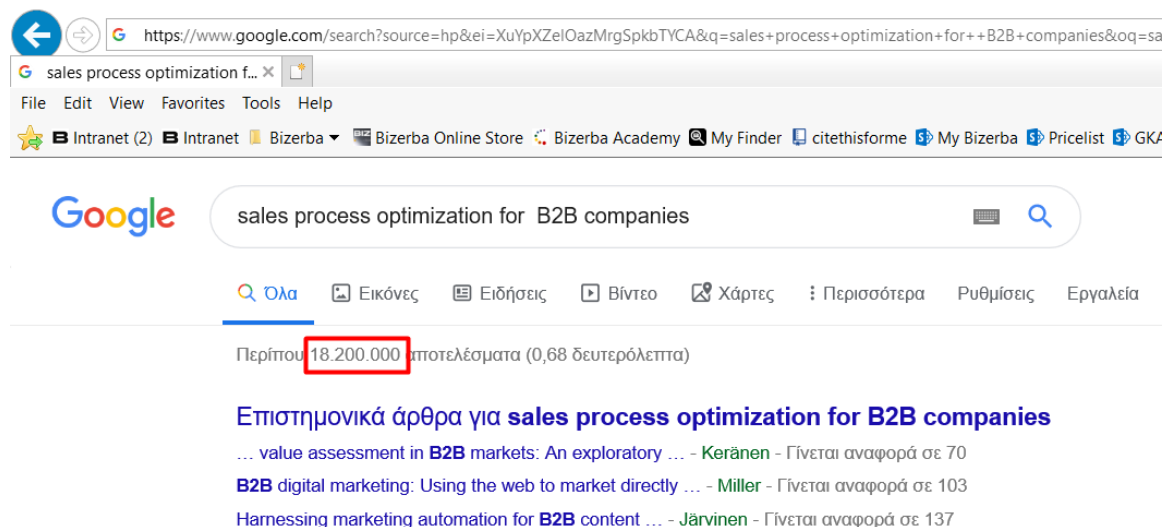 https://www.google.com/search?source=hp&ei=XuYpXZelOazMrgSpkbTYCA&q=sales+process+optimization+for++B2B+companies&oq=sa
sales process optimization f...
File Edit View Favorites Tools Help
Intranet (2) Intranet Bizerba Bizerba Online Store Bizerba Academy My Finder citethisforme My Bizerba Pricelist GKA
Google sales process optimization for B2B companies
Όλα Εικόνες Ειδήσεις Βίντεο Χάρτες Περισσότερα Ρυθμίσεις Εργαλεία
Περίπου 18.200.000 αποτελέσματα (0,68 δευτερόλεπτα)
Επιστημονικά άρθρα για sales process optimization for B2B companies
… value assessment in B2B markets: An exploratory … - Keränen - Γίνεται αναφορά σε 70
B2B digital marketing: Using the web to market directly … - Miller - Γίνεται αναφορά σε 103
Harnessing marketing automation for B2B content … - Järvinen - Γίνεται αναφορά σε 137